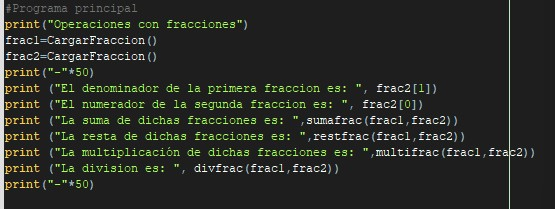 #Programa principal
print("Operaciones con fracciones")
frac1=CargarFraccion()
frac2=CargarFraccion()
print("-"*50)
print ("El denominador de la primera fraccion es: ", frac2[1])
print ("El numerador de la segunda fraccion es: ", frac2[0])
print ("La suma de dichas fracciones es: ",sumafrac(frac1,frac2))
print ("La resta de dichas fracciones es: ",restfrac(frac1,frac2))
print ("La multiplicación de dichas fracciones es: ",multifrac(frac1,frac2))
print ("La division es: ", divfrac(frac1,frac2))
print("-"*50)